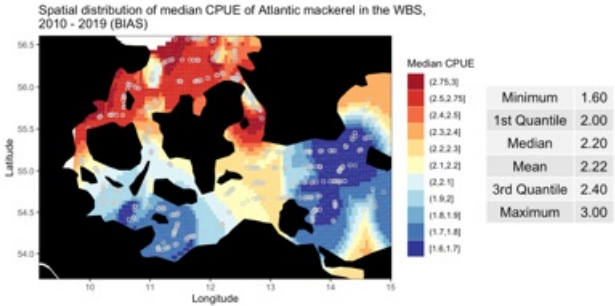 Spatial distribution of median CPUE of Atlantic mackerel in the WBS,
2010 - 2019 (BIAS)
56.5
56.0
55.5
55.0
54.5
54.0
Latitude
10 11 12 13 14 15
Longitude
Median CPUE
(2.75,3]
(2.5,2.75]
(2.4,2.5]
(2.3,2.4]
(2.2,2.3]
(2.1,2.2]
(2,2.1]
(1.9,2]
(1.8,1.9]
(1.7,1.8]
[1.6,1.7]
Minimum 1.60
1st Quantile 2.00
Median 2.20
Mean 2.22
3rd Quantile 2.40
Maximum 3.00